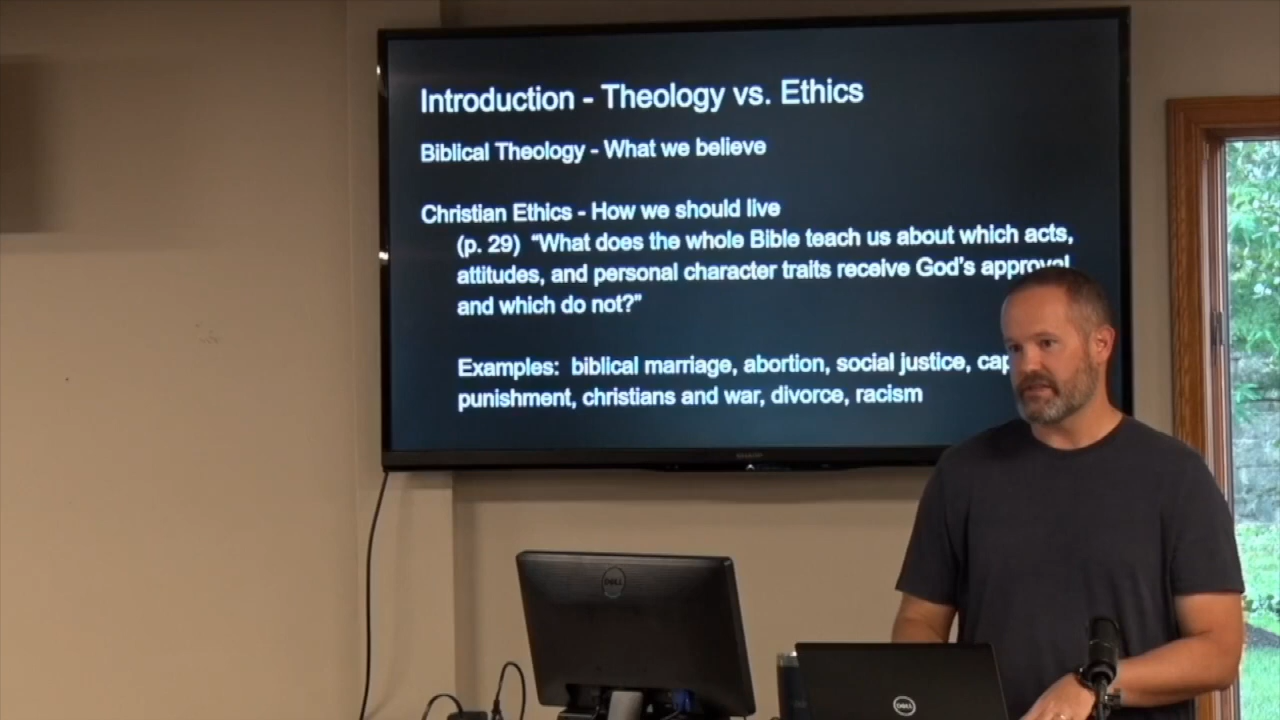 Introduction - Theology vs. Ethics
Biblical Theology - What we believe
Christian Ethics - How we should live
(p. 29) “What does the whole Bible teach us about which acts,
attitudes, and personal character traits receive God's approval
and which do not?”
Examples: biblical marriage, abortion, social justice,
punishment, christians and war, divorce, racism
SHARP
DELL
DELL